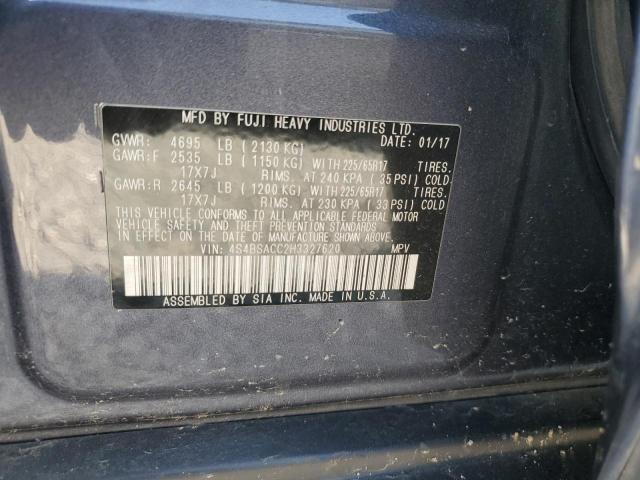 MFD BY FUJI HEAVY INDUSTRIES LTD.
GVWR: 4695 LB ( 2130 KG) DATE: 01/17
GAWR:F 2535 LB ( 1150 KG) WITH 225/65R17 TIRES.
17X7J RIMS. AT 240 KPA ( 35 PSI) COLD
GAWR:R 2645 LB ( 1200 KG) WITH 225/65R17 TIRES.
17X7J RIMS. AT 230 KPA ( 33 PSI) COLD
THIS VEHICLE CONFORMS TO ALL APPLICABLE FEDERAL MOTOR
VEHICLE SAFETY AND THEFT PREVENTION STANDARDS
IN EFFECT ON THE DATE OF MANUFACTURE SHOWN ABOVE.
VIN: 4S4BSACC2H3327620 MPV
ASSEMBLED BY SIA INC. MADE IN U.S.A.